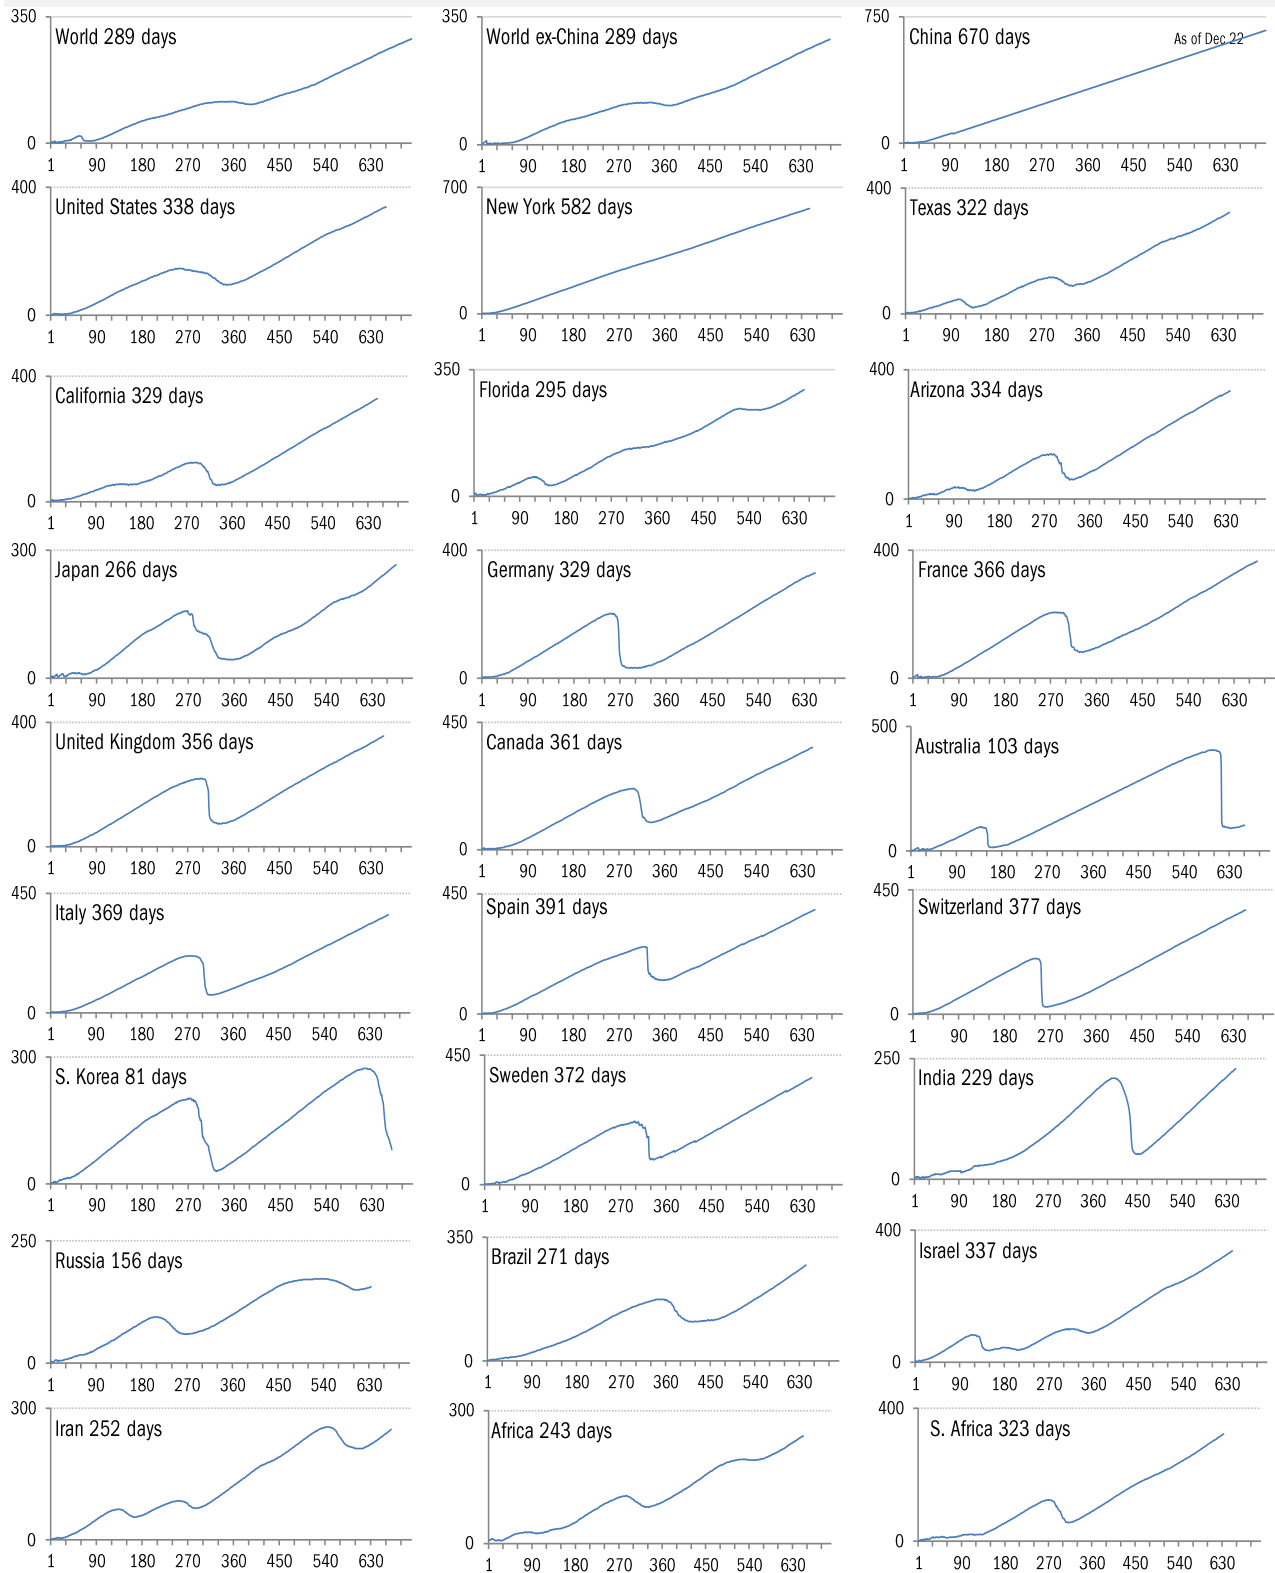 350
World 289 days
0
1 90 180 270 360 450 540 630
350
World ex-China 289 days
0
1 90 180 270 360 450 540 630
750
China 670 days
As of Dec 22
0
1 90 180 270 360 450 540 630
400
United States 338 days
0
1 90 180 270 360 450 540 630
700
New York 582 days
0
1 90 180 270 360 450 540 630
400
Texas 322 days
0
1 90 180 270 360 450 540 630
400
California 329 days
0
1 90 180 270 360 450 540 630
350
Florida 295 days
0
1 90 180 270 360 450 540 630
400
Arizona 334 days
0
1 90 180 270 360 450 540 630
300
Japan 266 days
0
1 90 180 270 360 450 540 630
400
Germany 329 days
0
1 90 180 270 360 450 540 630
400
France 366 days
0
1 90 180 270 360 450 540 630
400
United Kingdom 356 days
0
1 90 180 270 360 450 540 630
450
Canada 361 days
0
1 90 180 270 360 450 540 630
500
Australia 103 days
0
1 90 180 270 360 450 540 630
450
Italy 369 days
0
1 90 180 270 360 450 540 630
450
Spain 391 days
0
1 90 180 270 360 450 540 630
450
Switzerland 377 days
0
1 90 180 270 360 450 540 630
300
S. Korea 81 days
0
1 90 180 270 360 450 540 630
450
Sweden 372 days
0
1 90 180 270 360 450 540 630
250
India 229 days
0
1 90 180 270 360 450 540 630
250
Russia 156 days
0
1 90 180 270 360 450 540 630
350
Brazil 271 days
0
1 90 180 270 360 450 540 630
400
Israel 337 days
0
1 90 180 270 360 450 540 630
300
Iran 252 days
0
1 90 180 270 360 450 540 630
300
Africa 243 days
0
1 90 180 270 360 450 540 630
400
S. Africa 323 days
0
1 90 180 270 360 450 540 630